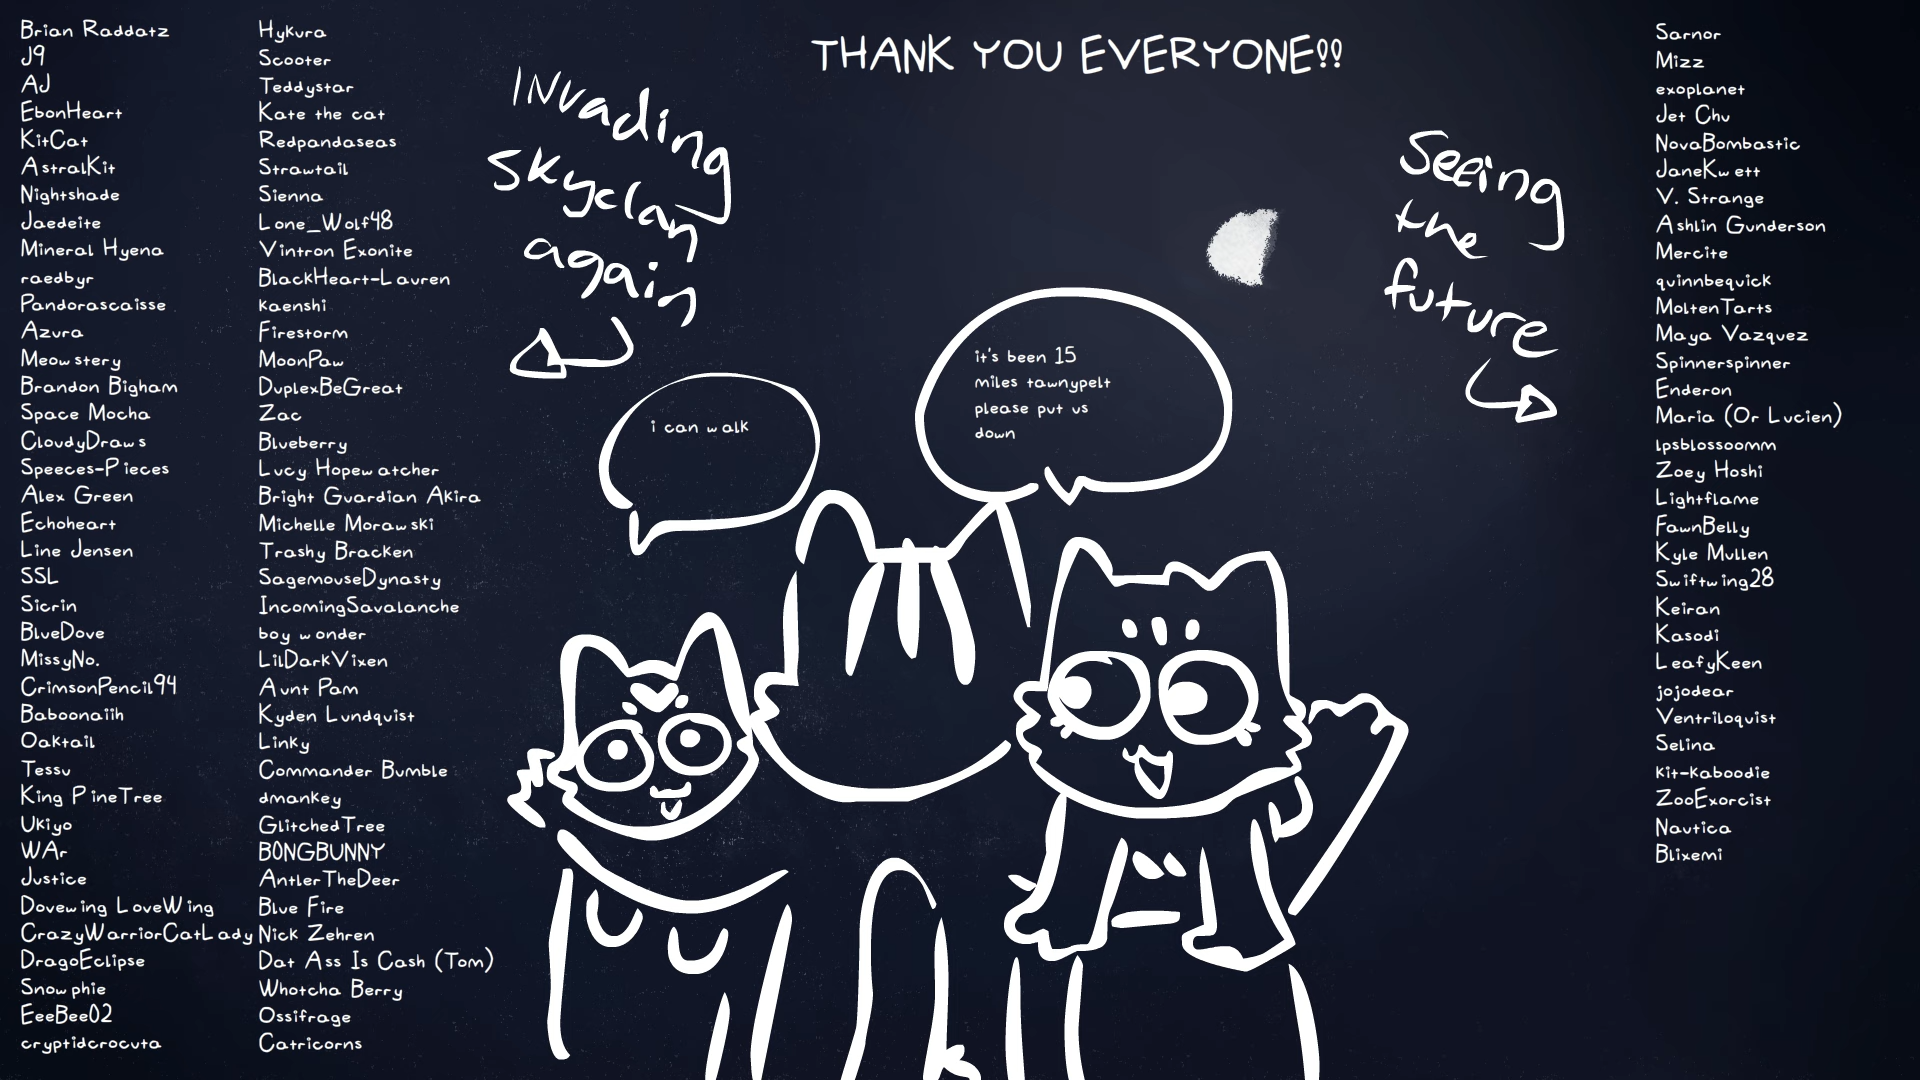 Brian Raddatz
J9
AJ
EbonHeart
KitCat
AstralKit
Nightshade
Jaedeite
Mineral Hyena
raedbyr
Pandorascaisse
Azura
Meowstery
Brandon Bigham
Space Mocha
CloudyDraws
Speeces-Pieces
Alex Green
Echoheart
Line Jensen
SSL
Sicrin
BlueDove
MissyNo.
CrimsonPencil94
Baboonaiih
Oaktail
Tessu
King PineTree
Ukiyo
WAr
Justice
Dovewing LoveWing
CrazyWarriorCatLady
DragoEclipse
Snowphie
EeeBee02
cryptidcrocuta
Hykura
Scooter
Teddystar
Kate the cat
Redpandaseas
Strawtail
Sienna
Lone_Wolf48
Vintron Exonite
BlackHeart-Lauren
kaenshi
Firestorm
MoonPaw
DuplexBeGreat
Zac
Blueberry
Lucy Hopewatcher
Bright Guardian Akira
Michelle Morawski
Trashy Bracken
SagemouseDynasty
IncomingSavalanche
boy wonder
LilDarkVixen
Aunt Pam
Kyden Lundquist
Linky
Commander Bumble
dmankey
GlitchedTree
BONGBUNNY
AntlerTheDeer
Blue Fire
Nick Zehren
Dat Ass Is Cash (Tom)
Whotcha Berry
Ossifrage
Catricorns
THANK YOU EVERYONE!!
Invading
Skyclan
again
i can walk
it's been 15
miles tawnypelt
please put us
down
Seeing
the
future
Sarnor
Mizz
exoplanet
Jet Chu
NovaBombastic
JaneKwett
V. Strange
Ashlin Gunderson
Mercite
quinnbequick
MoltenTarts
Maya Vazquez
Spinnerspinner
Enderon
Maria (Or Lucien)
lpsblossoomm
Zoey Hoshi
Lightflame
FawnBelly
Kyle Mullen
Swiftwing28
Keiran
Kasodi
LeafyKeen
jojodear
Ventriloquist
Selina
kit-kaboodie
ZooExorcist
Nautica
Blixemi